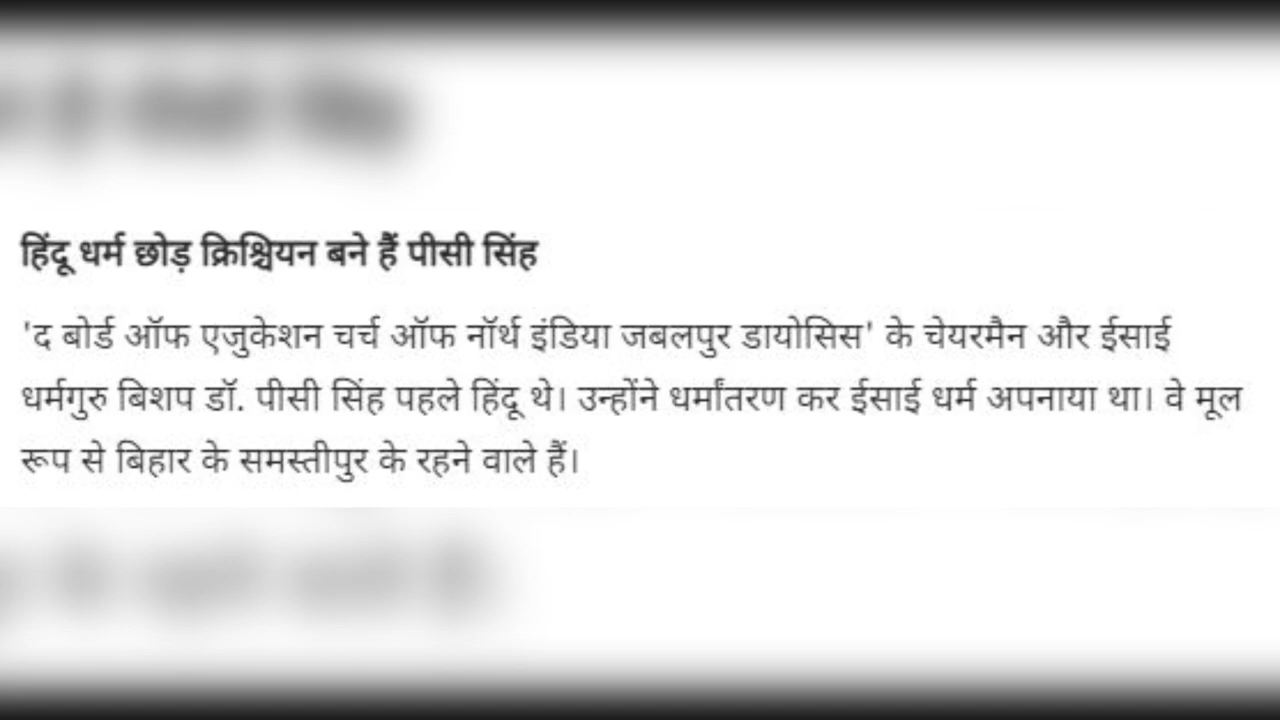 हिंदू धर्म छोड़ क्रिश्चियन बने हैं पीसी सिंह
'द बोर्ड ऑफ एजुकेशन चर्च ऑफ नॉर्थ इंडिया जबलपुर डायोसिस' के चेयरमैन और ईसाई
धर्मगुरु बिशप डॉ. पीसी सिंह पहले हिंदू थे। उन्होंने धर्मांतरण कर ईसाई धर्म अपनाया था। वे मूल
रूप से बिहार के समस्तीपुर के रहने वाले हैं।